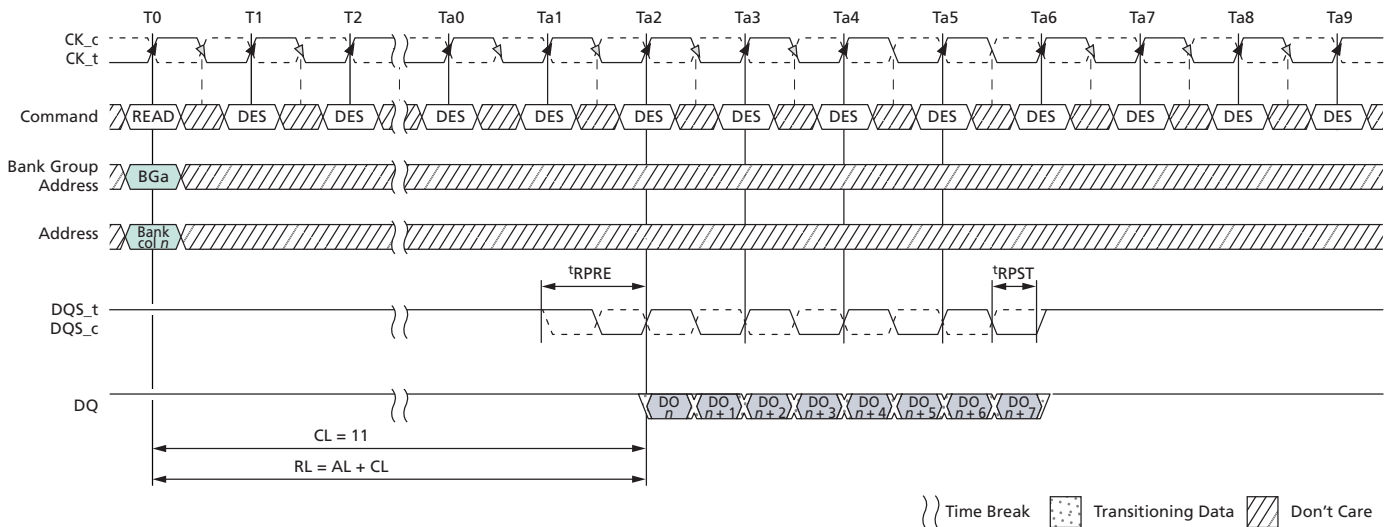 T0 T1 T2 Ta0 Ta1 Ta2 Ta3 Ta4 Ta5 Ta6 Ta7 Ta8 Ta9
CK_c
CK_t
Command READ DES DES DES DES DES DES DES DES DES DES DES DES
Bank Group
Address
BGa
Address
Bank
col n
tRPRE tRPST
DQS_t
DQS_c
DQ
DO DO DO DO DO DO DO DO
n n + 1 n + 2 n + 3 n + 4 n + 5 n + 6 n + 7
CL = 11
RL = AL + CL
Time Break Transitioning Data Don't Care